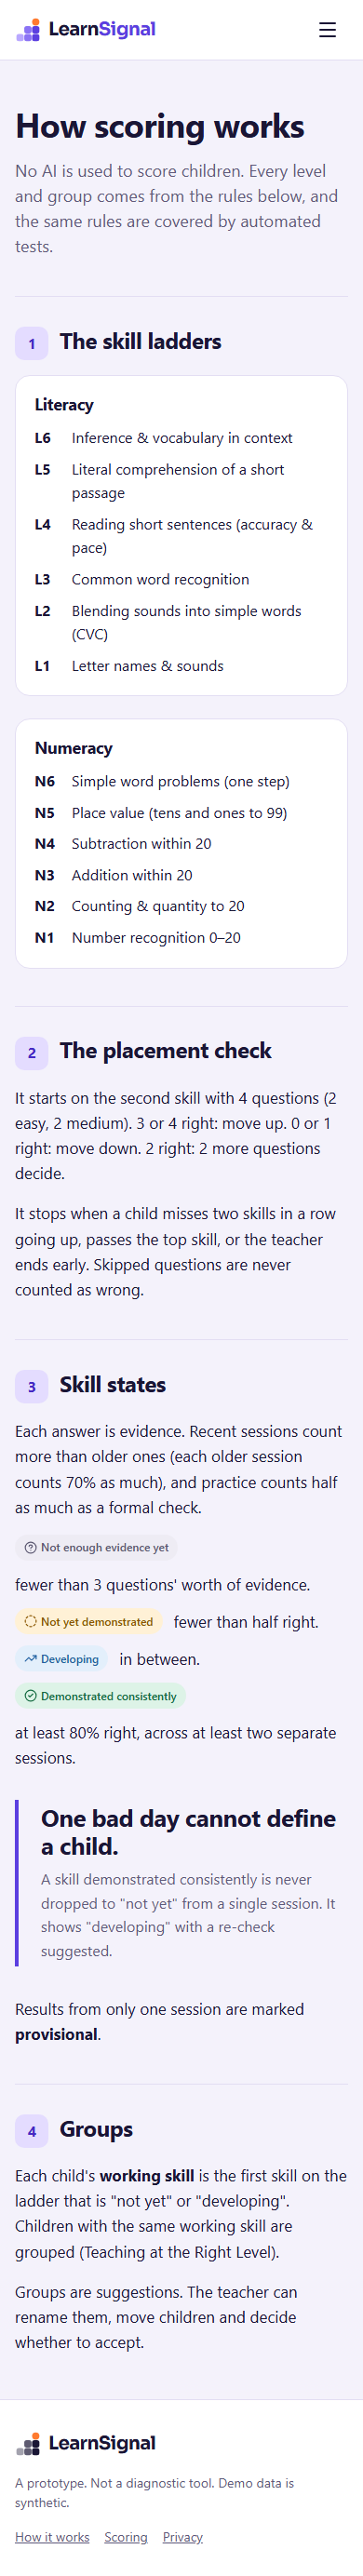 LearnSignal
How scoring works
No AI is used to score children. Every level
and group comes from the rules below, and
the same rules are covered by automated
tests.
1 The skill ladders
Literacy
L6 Inference & vocabulary in context
L5 Literal comprehension of a short
passage
L4 Reading short sentences (accuracy &
pace)
L3 Common word recognition
L2 Blending sounds into simple words
(CVC)
L1 Letter names & sounds
Numeracy
N6 Simple word problems (one step)
N5 Place value (tens and ones to 99)
N4 Subtraction within 20
N3 Addition within 20
N2 Counting & quantity to 20
N1 Number recognition 0–20
2 The placement check
It starts on the second skill with 4 questions (2
easy, 2 medium). 3 or 4 right: move up. 0 or 1
right: move down. 2 right: 2 more questions
decide.
It stops when a child misses two skills in a row
going up, passes the top skill, or the teacher
ends early. Skipped questions are never
counted as wrong.
3 Skill states
Each answer is evidence. Recent sessions count
more than older ones (each older session
counts 70% as much), and practice counts half
as much as a formal check.
Not enough evidence yet
fewer than 3 questions' worth of evidence.
Not yet demonstrated fewer than half right.
Developing in between.
Demonstrated consistently
at least 80% right, across at least two separate
sessions.
One bad day cannot define
a child.
A skill demonstrated consistently is never
dropped to "not yet" from a single session. It
shows "developing" with a re-check
suggested.
Results from only one session are marked
provisional.
4 Groups
Each child's working skill is the first skill on the
ladder that is "not yet" or "developing".
Children with the same working skill are
grouped (Teaching at the Right Level).
Groups are suggestions. The teacher can
rename them, move children and decide
whether to accept.
LearnSignal
A prototype. Not a diagnostic tool. Demo data is
synthetic.
How it works Scoring Privacy